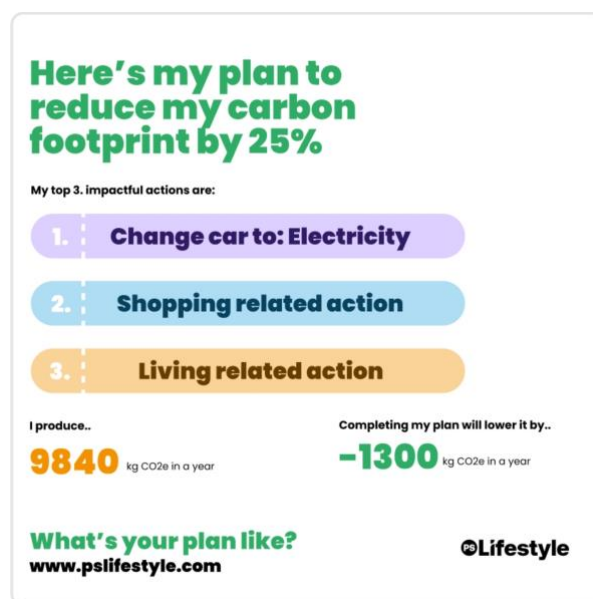 Here's my plan to
reduce my carbon
footprint by 25%
My top 3. impactful actions are:
1. Change car to: Electricity
2. Shopping related action
3. Living related action
I produce..
9840 kg CO2e in a year
Completing my plan will lower it by..
-1300 kg CO2e in a year
What's your plan like?
www.pslifestyle.com
PS Lifestyle